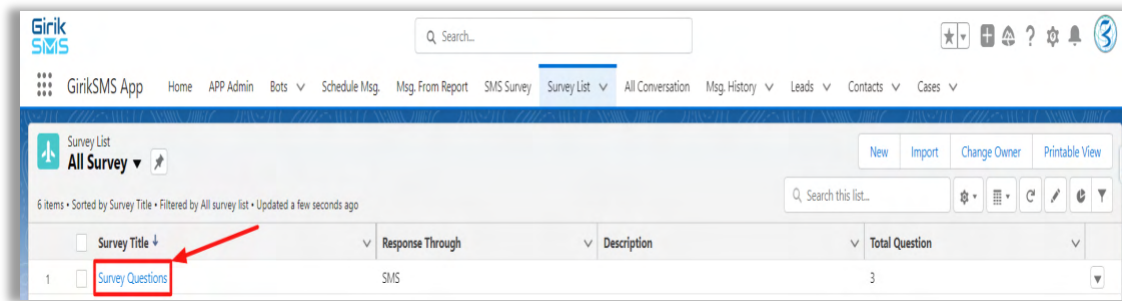 Girik
SMS
Search...
GirikSMS App Home APP Admin Bots Schedule Msg. Msg. From Report SMS Survey Survey List All Conversation Msg. History Leads Contacts Cases
Survey List
All Survey
New Import Change Owner Printable View
6 items • Sorted by Survey Title • Filtered by All survey list • Updated a few seconds ago
Search this list...
Survey Title Response Through Description Total Question
1 Survey Questions SMS 3